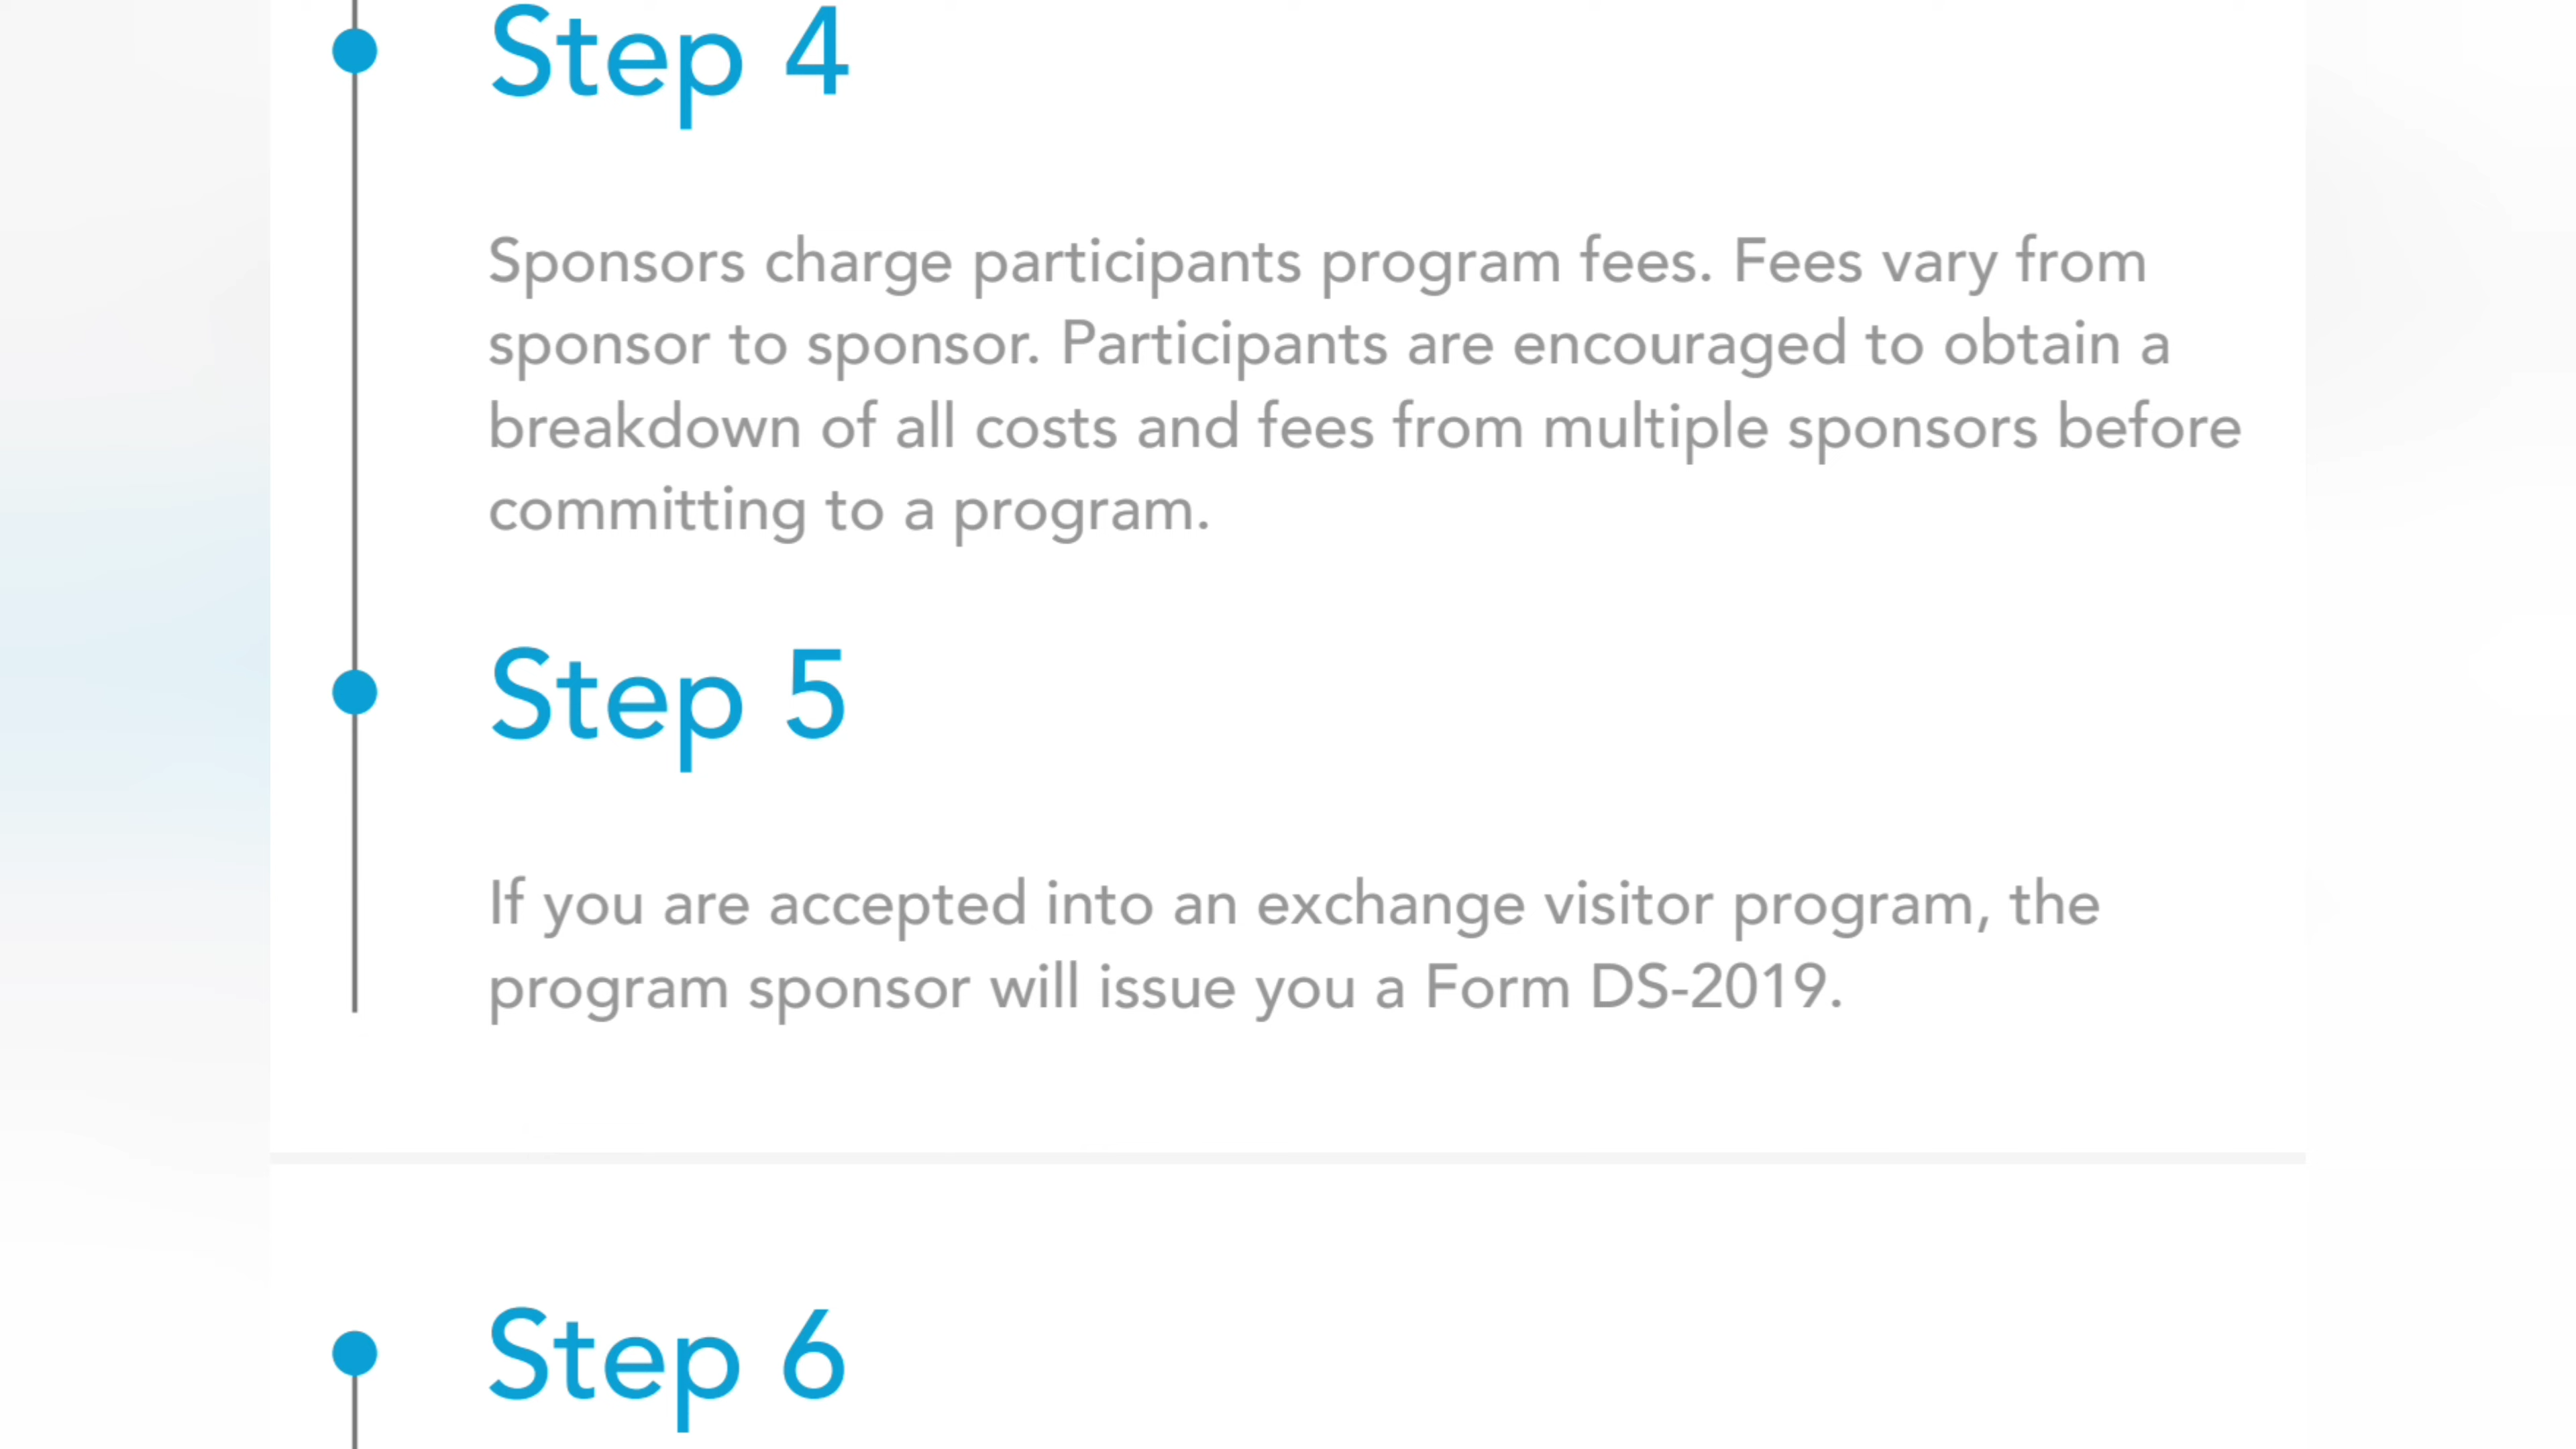 Step 4
Sponsors charge participants program fees. Fees vary from
sponsor to sponsor. Participants are encouraged to obtain a
breakdown of all costs and fees from multiple sponsors before
committing to a program.
Step 5
If you are accepted into an exchange visitor program, the
program sponsor will issue you a Form DS-2019.
Step 6